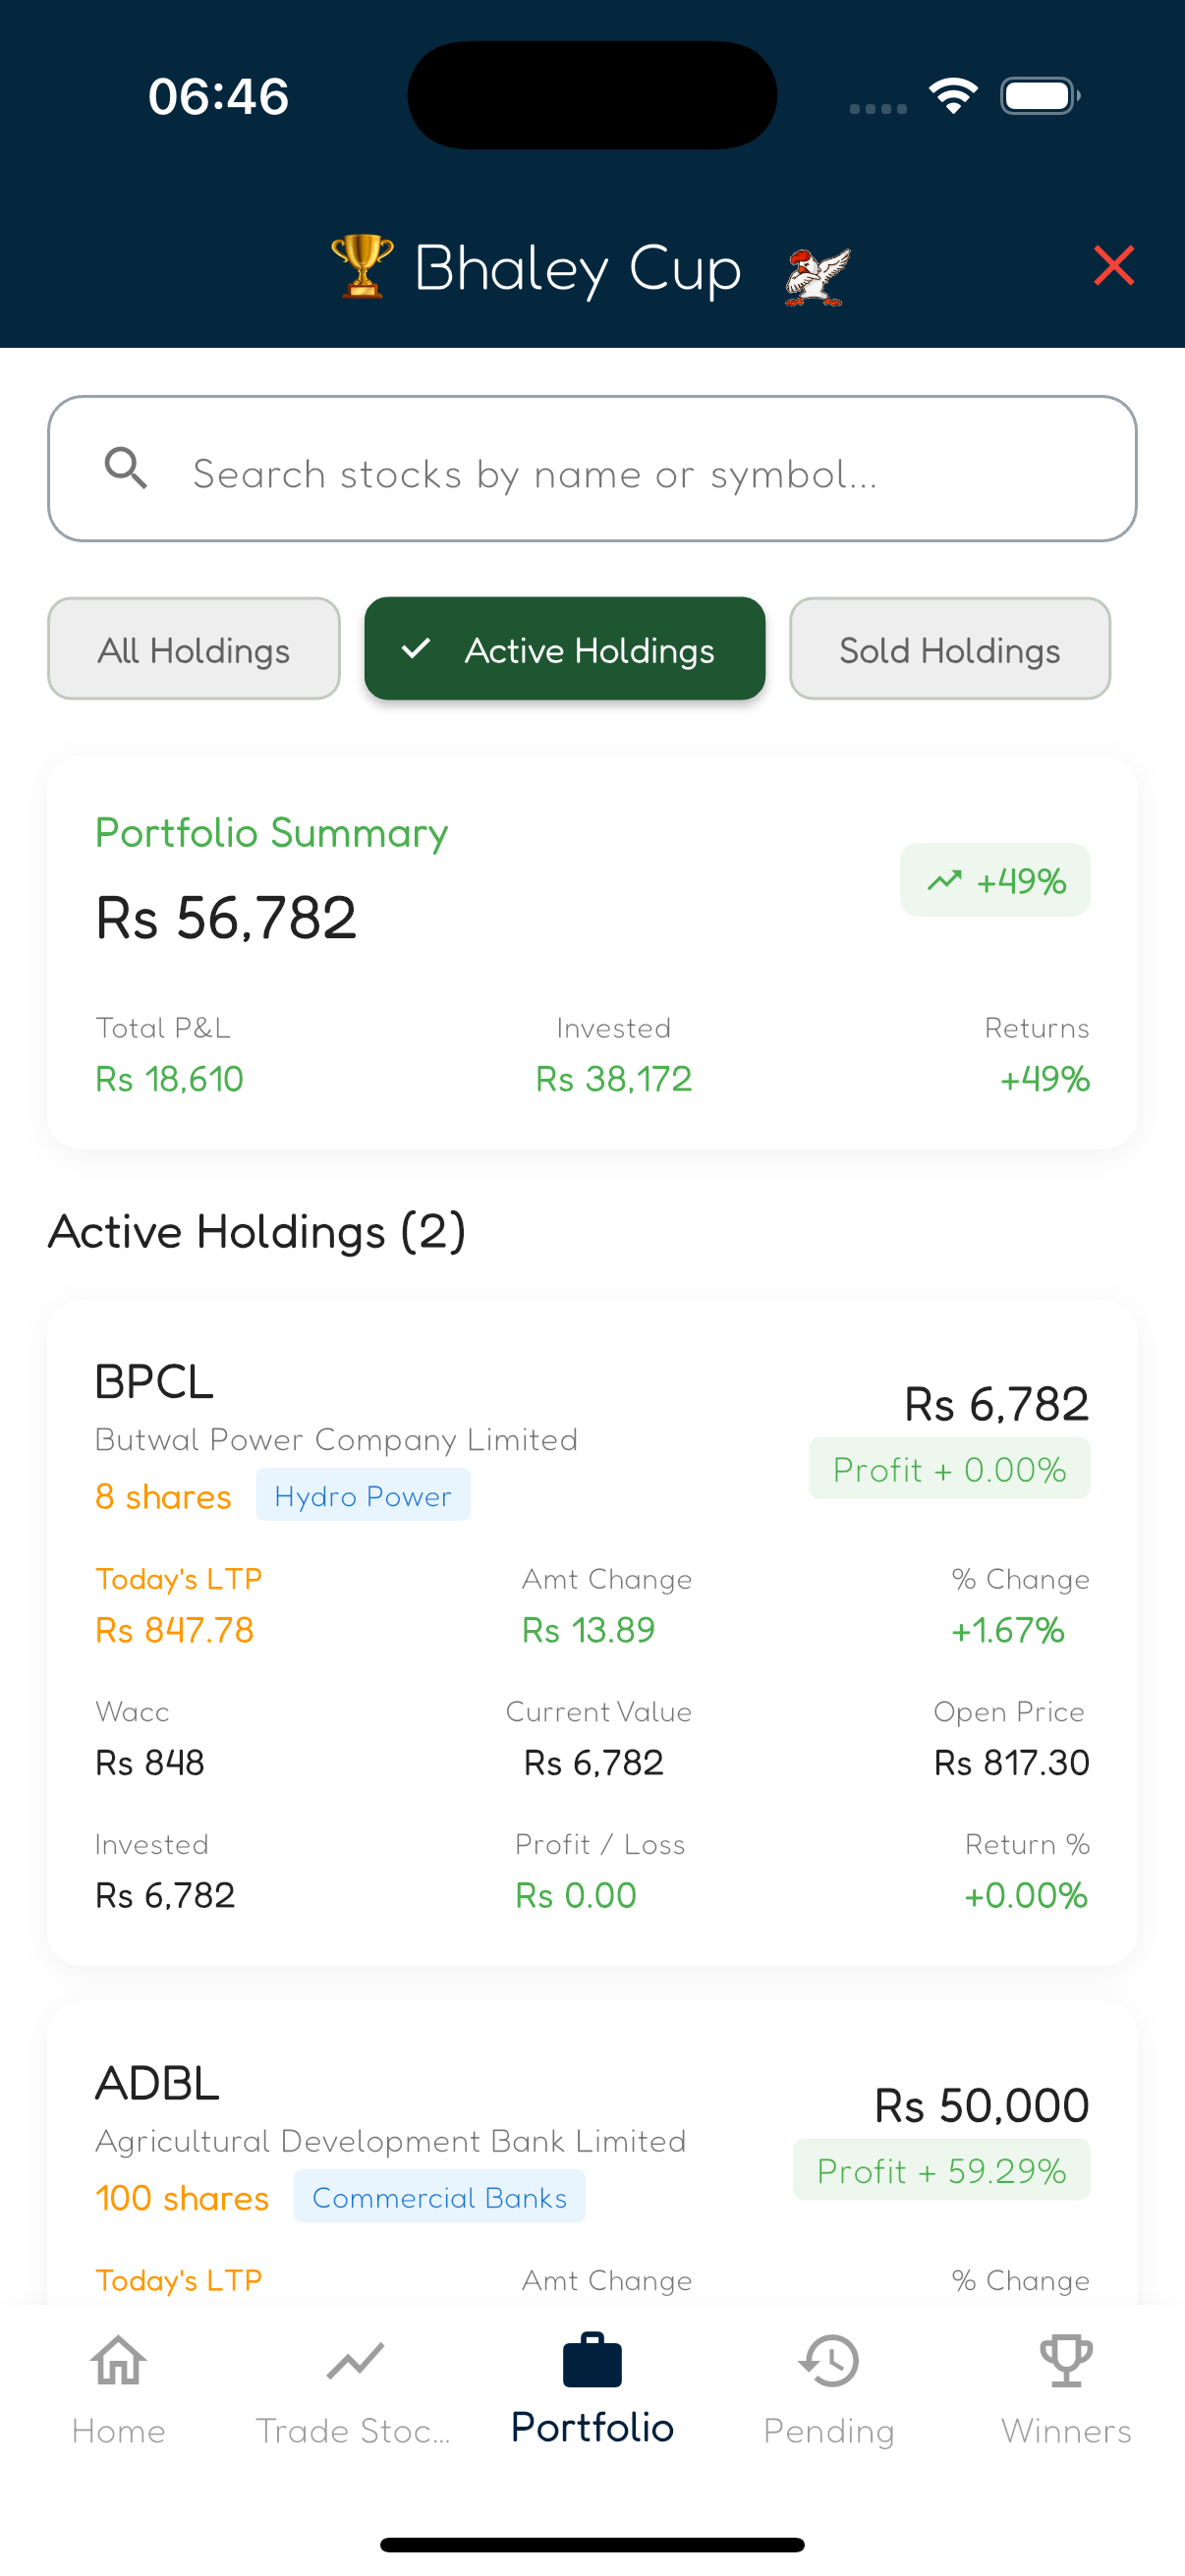 06:46
🏆 Bhaley Cup
Search stocks by name or symbol...
All Holdings
Active Holdings
Sold Holdings
Portfolio Summary
Rs 56,782
+49%
Total P&L
Invested
Returns
Rs 18,610
Rs 38,172
+49%
Active Holdings (2)
BPCL
Rs 6,782
Butwal Power Company Limited
Profit + 0.00%
8 shares
Hydro Power
Today's LTP
Amt Change
% Change
Rs 847.78
Rs 13.89
+1.67%
Wacc
Current Value
Open Price
Rs 848
Rs 6,782
Rs 817.30
Invested
Profit / Loss
Return %
Rs 6,782
Rs 0.00
+0.00%
ADBL
Rs 50,000
Agricultural Development Bank Limited
Profit + 59.29%
100 shares
Commercial Banks
Today's LTP
Amt Change
% Change
Home
Trade Stoc...
Portfolio
Pending
Winners